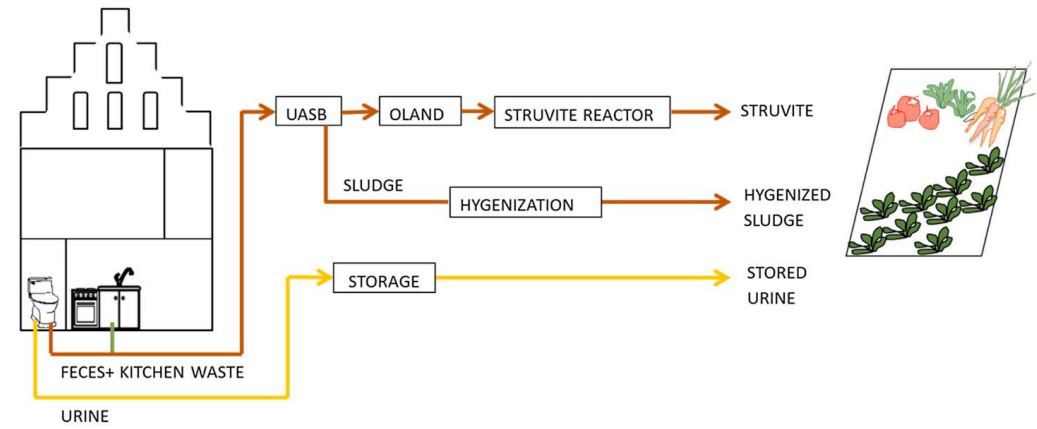 UASB
OLAND
STRUVITE REACTOR
STRUVITE
SLUDGE
HYGENIZATION
HYGENIZED
SLUDGE
STORAGE
STORED
URINE
FECES+ KITCHEN WASTE
URINE